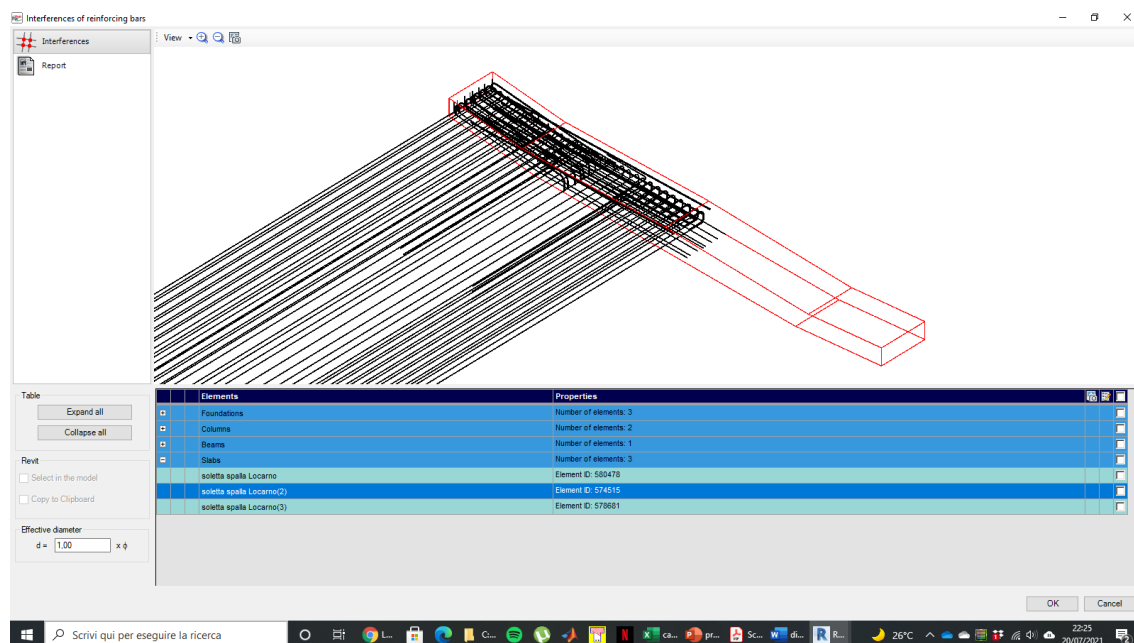 Interferences of reinforcing bars
Interferences
Report
View
Table
Expand all
Collapse all
Revit
Select in the model
Copy to Clipboard
Effective diameter
d = 1,00 x ϕ
Elements Properties
Foundations Number of elements: 3
Columns Number of elements: 2
Beams Number of elements: 1
Slabs Number of elements: 3
soletta spalla Locarno Element ID: 580478
soletta spalla Locarno(2) Element ID: 574515
soletta spalla Locarno(3) Element ID: 578681
OK Cancel
Scrivi qui per eseguire la ricerca L... C... ca... pr... Sc... di... R... 26°C 22:25
20/07/2021